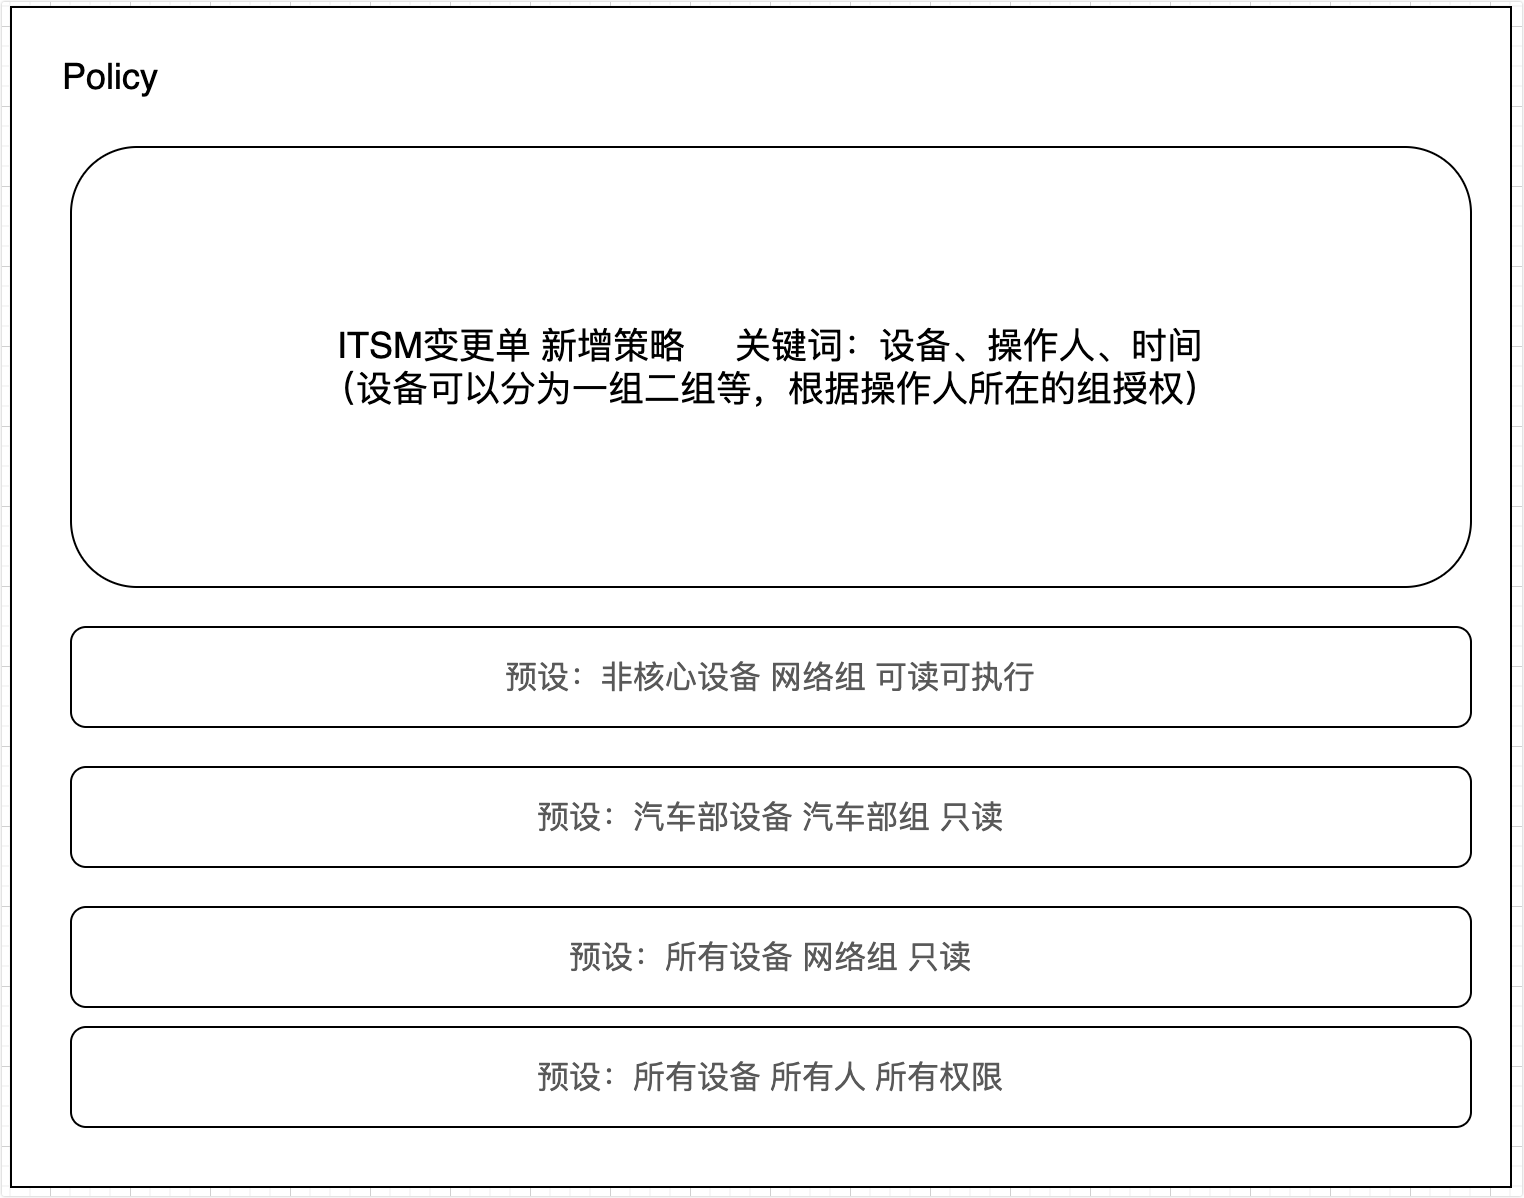 Policy
ITSM变更单 新增策略 关键词：设备、操作人、时间
（设备可以分为一组二组等，根据操作人所在的组授权）
预设：非核心设备 网络组 可读可执行
预设：汽车部设备 汽车部组 只读
预设：所有设备 网络组 只读
预设：所有设备 所有人 所有权限